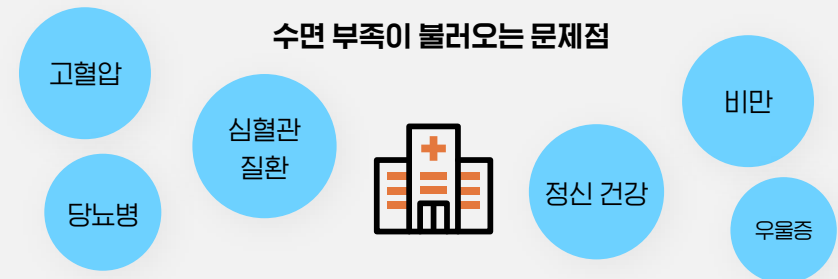 수면 부족이 불러오는 문제점
고혈압
심혈관
질환
당뇨병
비만
정신 건강
우울증